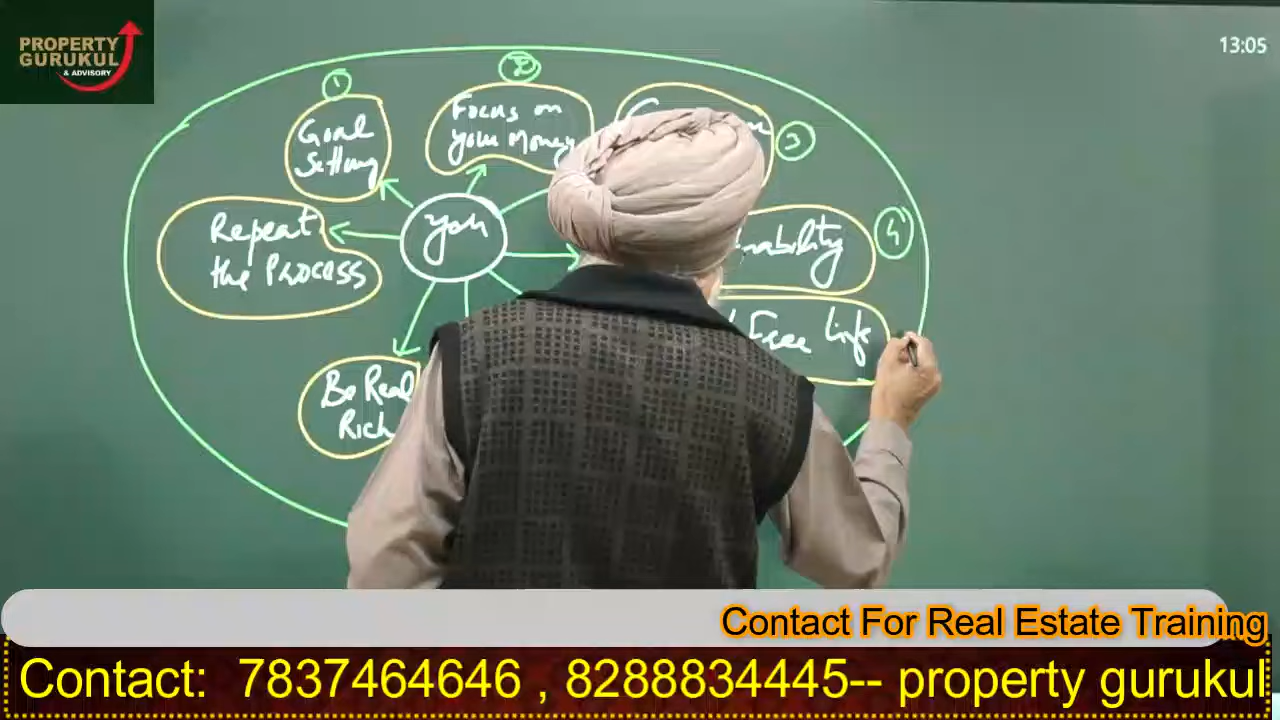 PROPERTY
GURUKUL
& ADVISORY
13:05
1
2
Focus on
your Money
Goal
Setting
3
4
you
Repeat
the Process
Free life
Be Real
Rich
Contact For Real Estate Training
Contact: 7837464646 , 8288834445-- property gurukul